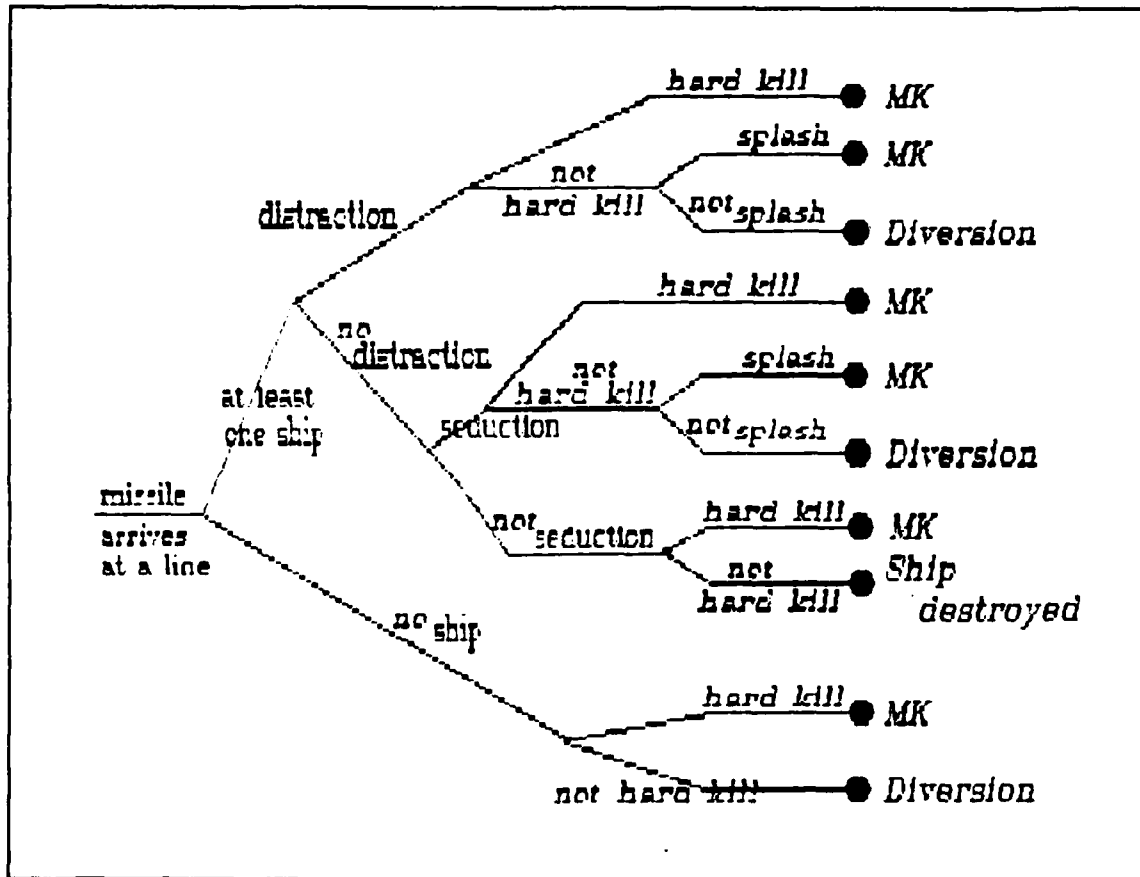 hard kill MK
splash MK
not
hard kill
distraction
not splash Diversion
hard kill MK
no
distraction
splash MK
not
hard kill
at least
one ship
seduction
not splash Diversion
missile
arrives
at a line
hard kill MK
not seduction
not
hard kill
Ship
destroyed
no ship
hard kill MK
not hard kill Diversion